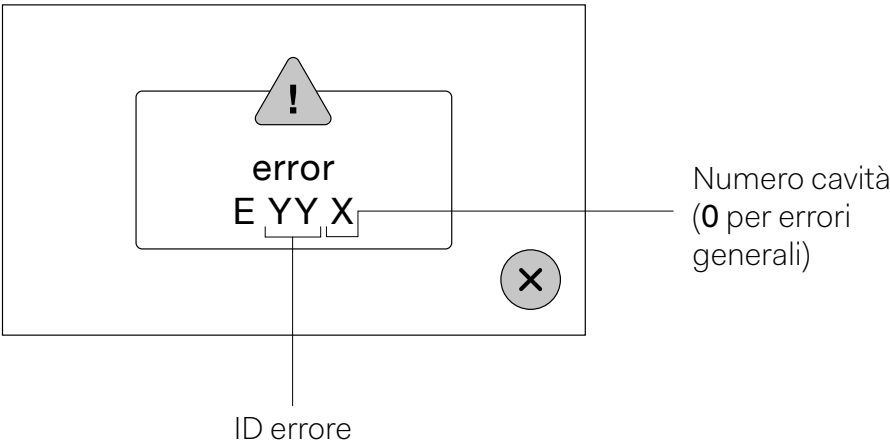 !
error
E YY X
Numero cavità
(0 per errori
generali)
ID errore